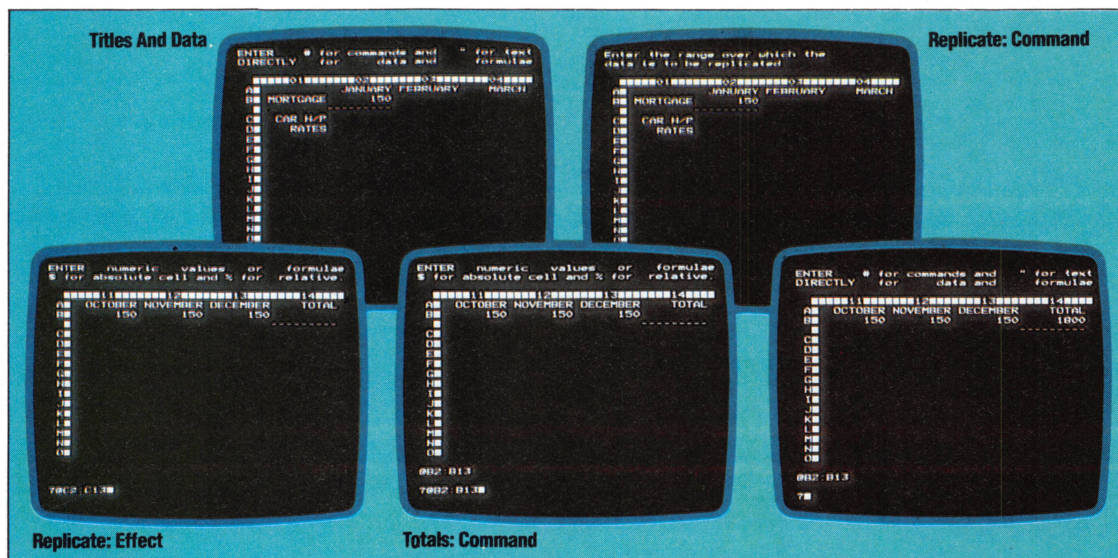 Titles And Data
ENTER # for commands and " for text
DIRECTLY for data and formulae
01 02 03 04
A JANUARY FEBRUARY MARCH
B MORTGAGE 150
C CAR H/P
D RATES
E
F
G
H
I
J
K
L
M
N
O
Replicate: Command
Enter the range over which the
data is to be replicated
01 02 03 04
A JANUARY FEBRUARY MARCH
B MORTGAGE 150
C CAR H/P
D RATES
E
F
G
H
I
J
K
L
M
N
O
ENTER numeric values or formulae
$ for absolute cell and % for relative.
11 12 13 14
A OCTOBER NOVEMBER DECEMBER TOTAL
B 150 150 150
C
D
E
F
G
H
I
J
K
L
M
N
O
@B2:B13
?@C2:C13
Replicate: Effect
ENTER numeric values or formulae
$ for absolute cell and % for relative.
11 12 13 14
A OCTOBER NOVEMBER DECEMBER TOTAL
B 150 150 150
C
D
E
F
G
H
I
J
K
L
M
N
O
@B2:B13
?@B2:B13
Totals: Command
ENTER # for commands and " for text
DIRECTLY for data and formulae
11 12 13 14
A OCTOBER NOVEMBER DECEMBER TOTAL
B 150 150 150 1800
C
D
E
F
G
H
I
J
K
L
M
N
O
@B2:B13
?